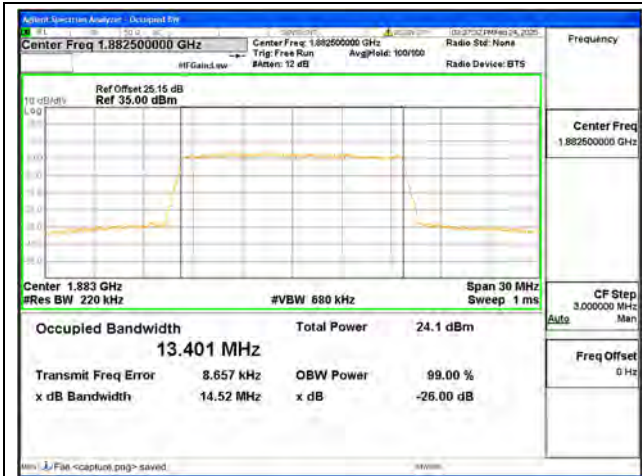 Agilent Spectrum Analyzer - Occupied BW
Center Freq 1.882500000 GHz
Center Freq: 1.882500000 GHz
Trig: Free Run
Avg|Hold: 100/100
#IFGain:Low
#Atten: 12 dB
Radio Std: None
Radio Device: BTS
Frequency
Ref Offset 25.15 dB
10 dB/div
Ref 35.00 dBm
Log
Center Freq
1.882500000 GHz
Center 1.883 GHz
Span 30 MHz
#Res BW 220 kHz
#VBW 680 kHz
Sweep 1 ms
CF Step
3.000000 MHz
Auto
Man
Occupied Bandwidth
Total Power
24.1 dBm
13.401 MHz
Freq Offset
0 Hz
Transmit Freq Error
8.657 kHz
OBW Power
99.00 %
x dB Bandwidth
14.52 MHz
x dB
-26.00 dB
File <capture.png> saved